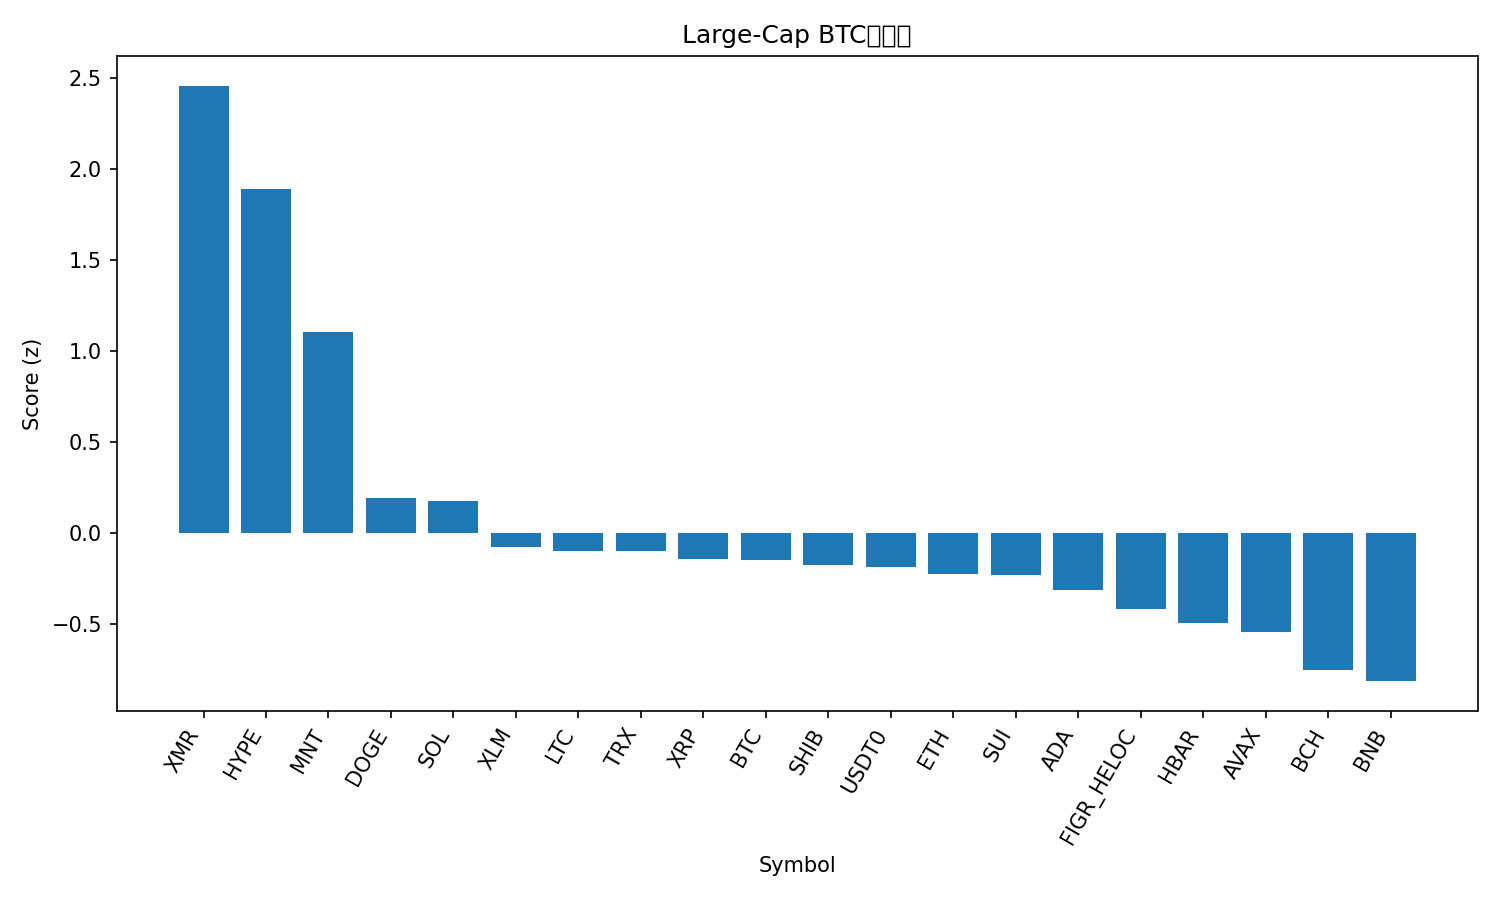 Large-Cap BTC
Score (z)
2.5
2.0
1.5
1.0
0.5
0.0
−0.5
XMR
HYPE
MNT
DOGE
SOL
XLM
LTC
TRX
XRP
BTC
SHIB
USDT0
ETH
SUI
ADA
FIGR_HELOC
HBAR
AVAX
BCH
BNB
Symbol